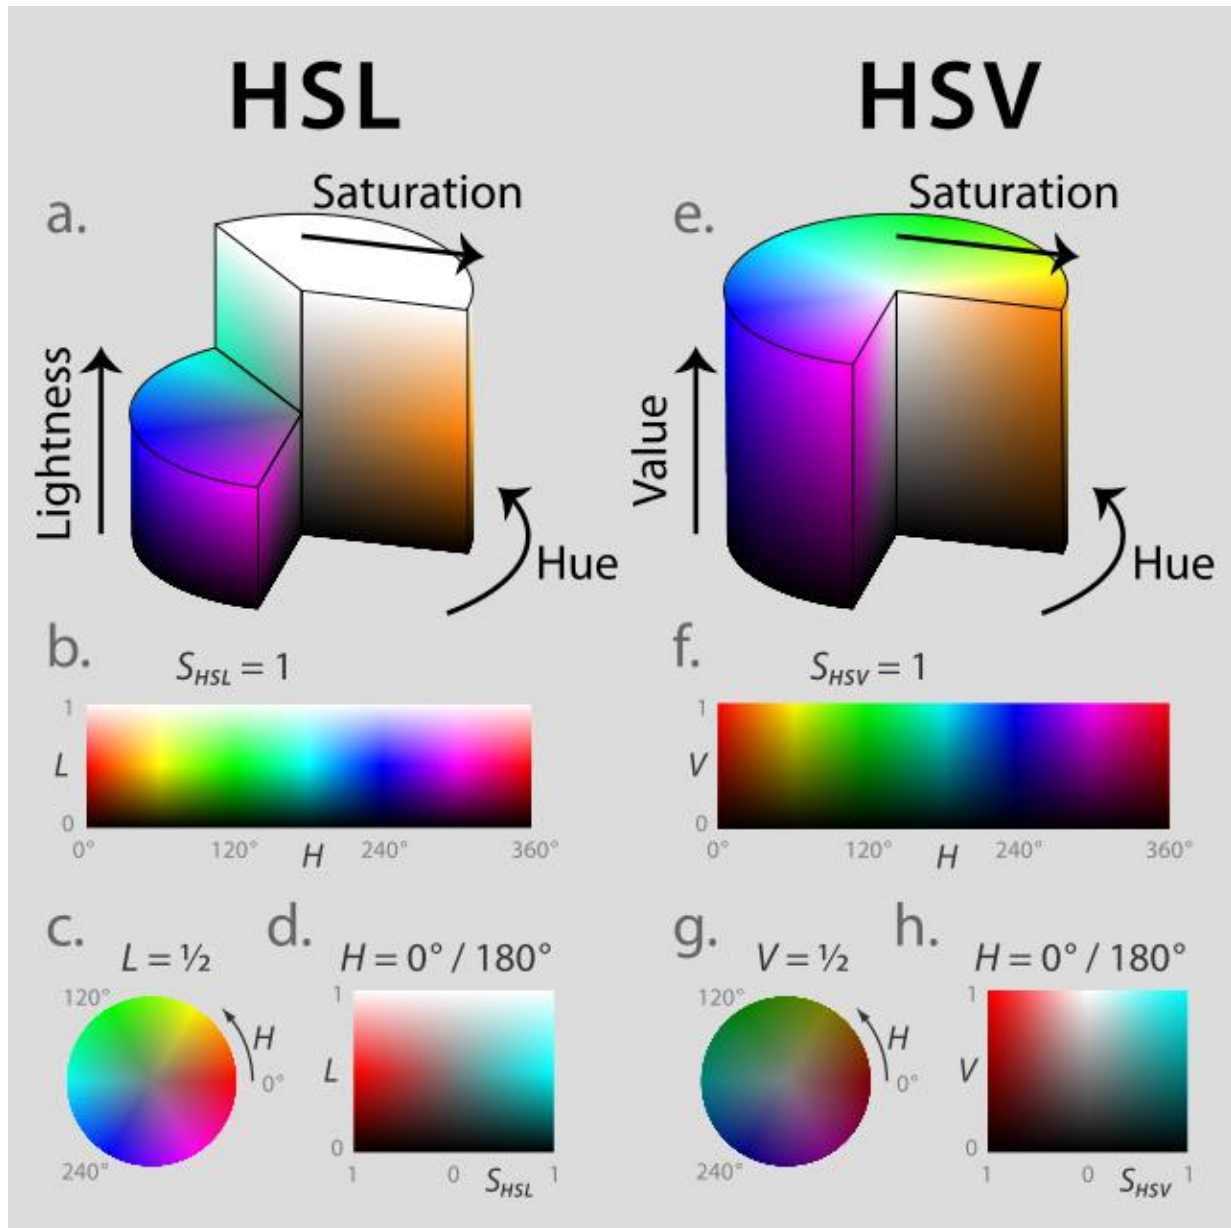 HSL
HSV
a.
Saturation
Lightness
Hue
e.
Saturation
Value
Hue
b.
S_HSL = 1
1
L
0
0° 120° H 240° 360°
f.
S_HSV = 1
1
V
0
0° 120° H 240° 360°
c.
L = ½
120°
H
0°
240°
d.
H = 0° / 180°
1
L
0
1 0 S_HSL 1
g.
V = ½
120°
H
0°
240°
h.
H = 0° / 180°
1
V
0
1 0 S_HSV 1